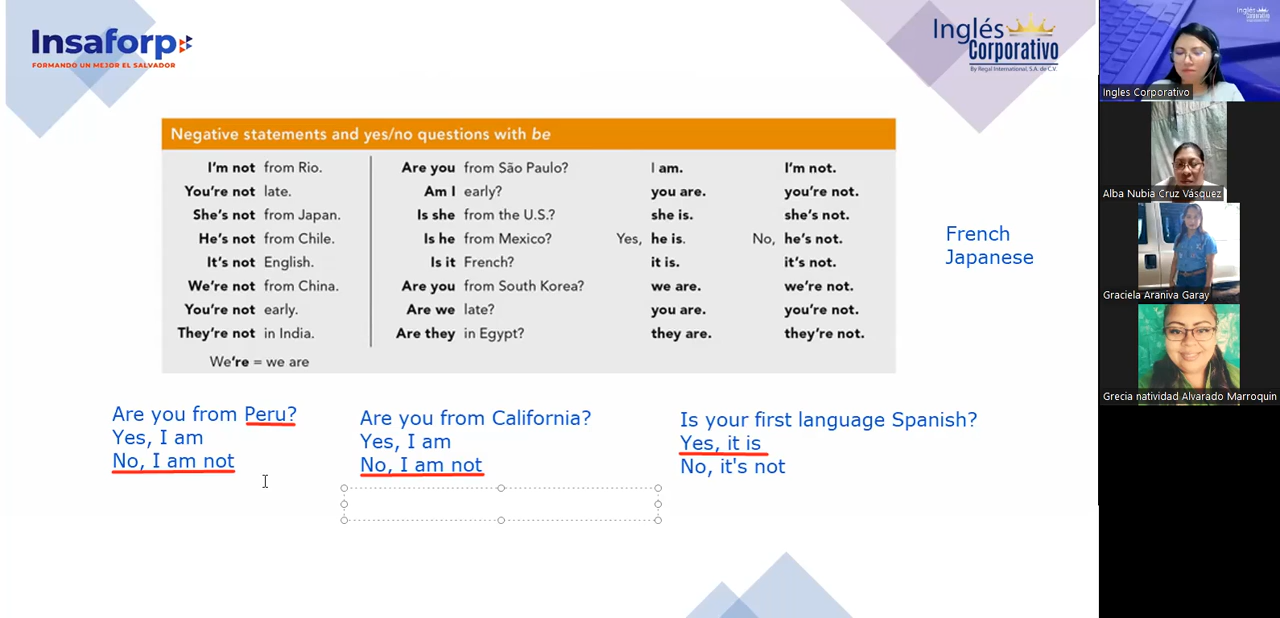 Insaforp
FORMANDO UN MEJOR EL SALVADOR
Inglés
Corporativo
By Regal International, S.A. de C.V.
Negative statements and yes/no questions with be
I'm not from Rio. Are you from São Paulo? I am. I'm not.
You're not late. Am I early? you are. you're not.
She's not from Japan. Is she from the U.S.? she is. she's not.
He's not from Chile. Is he from Mexico? Yes, he is. No, he's not.
It's not English. Is it French? it is. it's not.
We're not from China. Are you from South Korea? we are. we're not.
You're not early. Are we late? you are. you're not.
They're not in India. Are they in Egypt? they are. they're not.
We're = we are
French
Japanese
Are you from Peru?
Yes, I am
No, I am not
Are you from California?
Yes, I am
No, I am not
Is your first language Spanish?
Yes, it is
No, it's not
Ingles Corporativo
Alba Nubia Cruz Vásquez
Graciela Araniva Garay
Grecia natividad Alvarado Marroquin